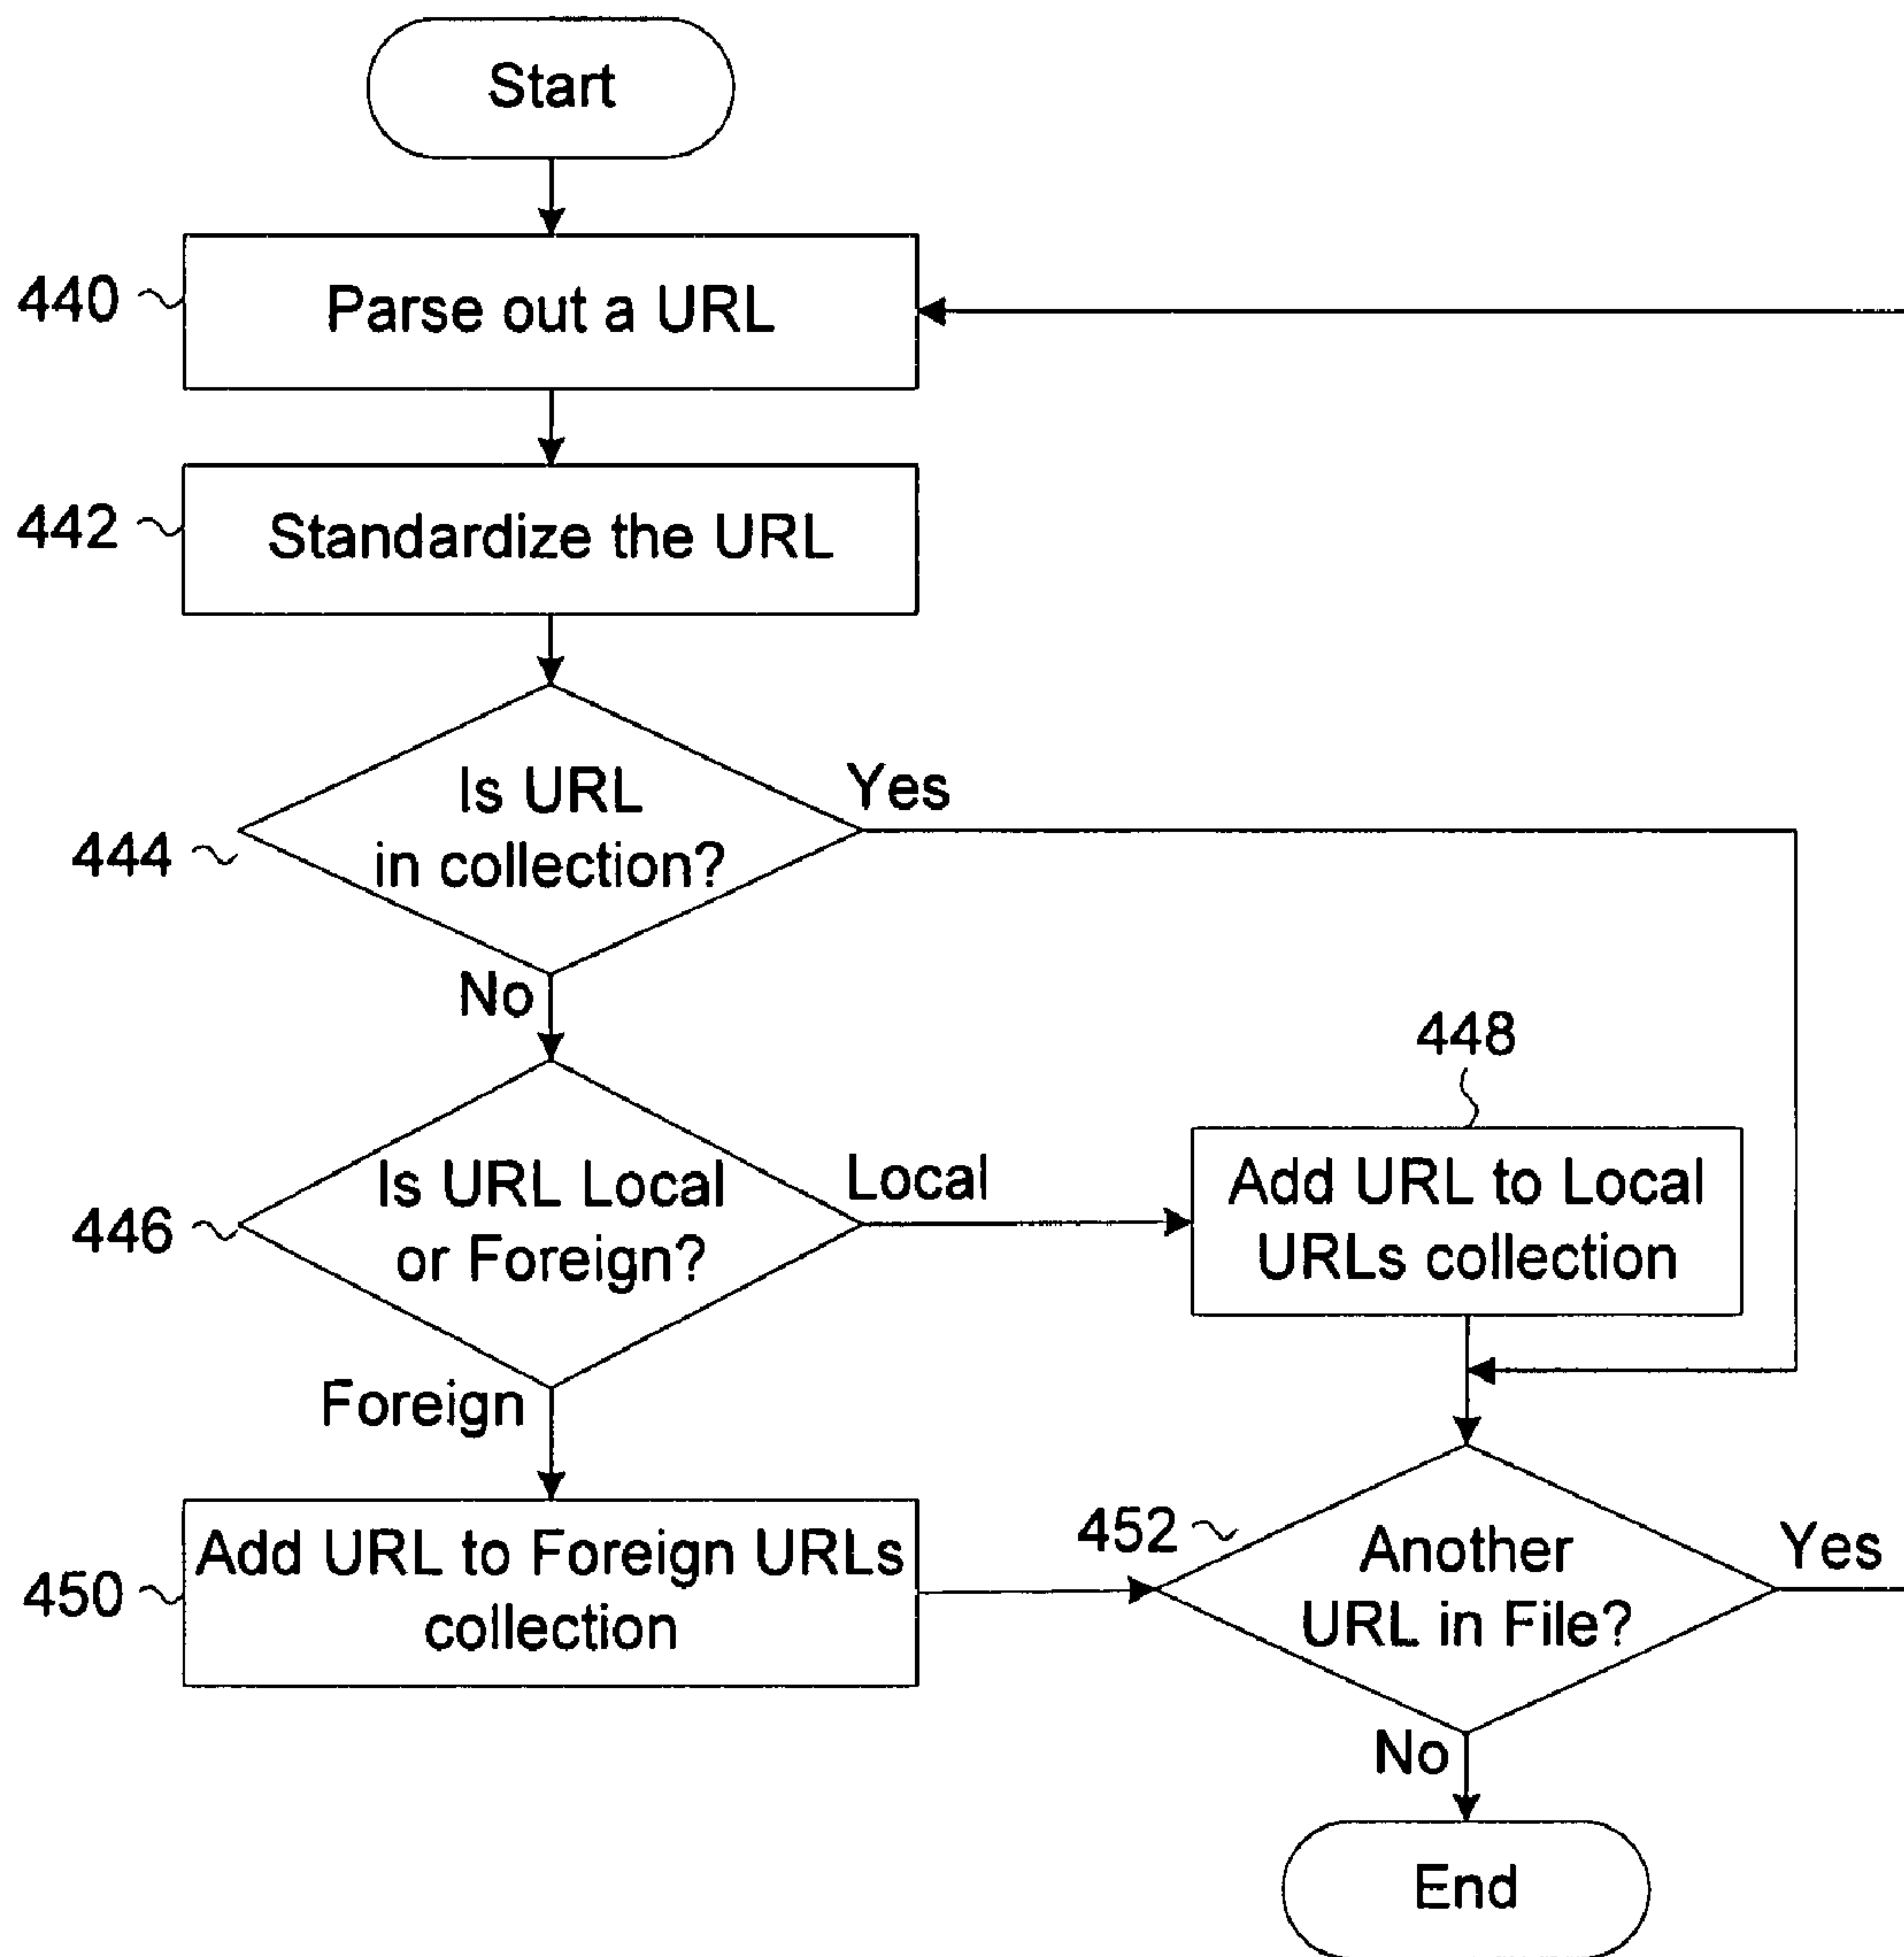 Start
440
Parse out a URL
442
Standardize the URL
444
Is URL
in collection?
Yes
No
446
Is URL Local
or Foreign?
Local
448
Add URL to Local
URLs collection
Foreign
450
Add URL to Foreign URLs
collection
452
Another
URL in File?
Yes
No
End